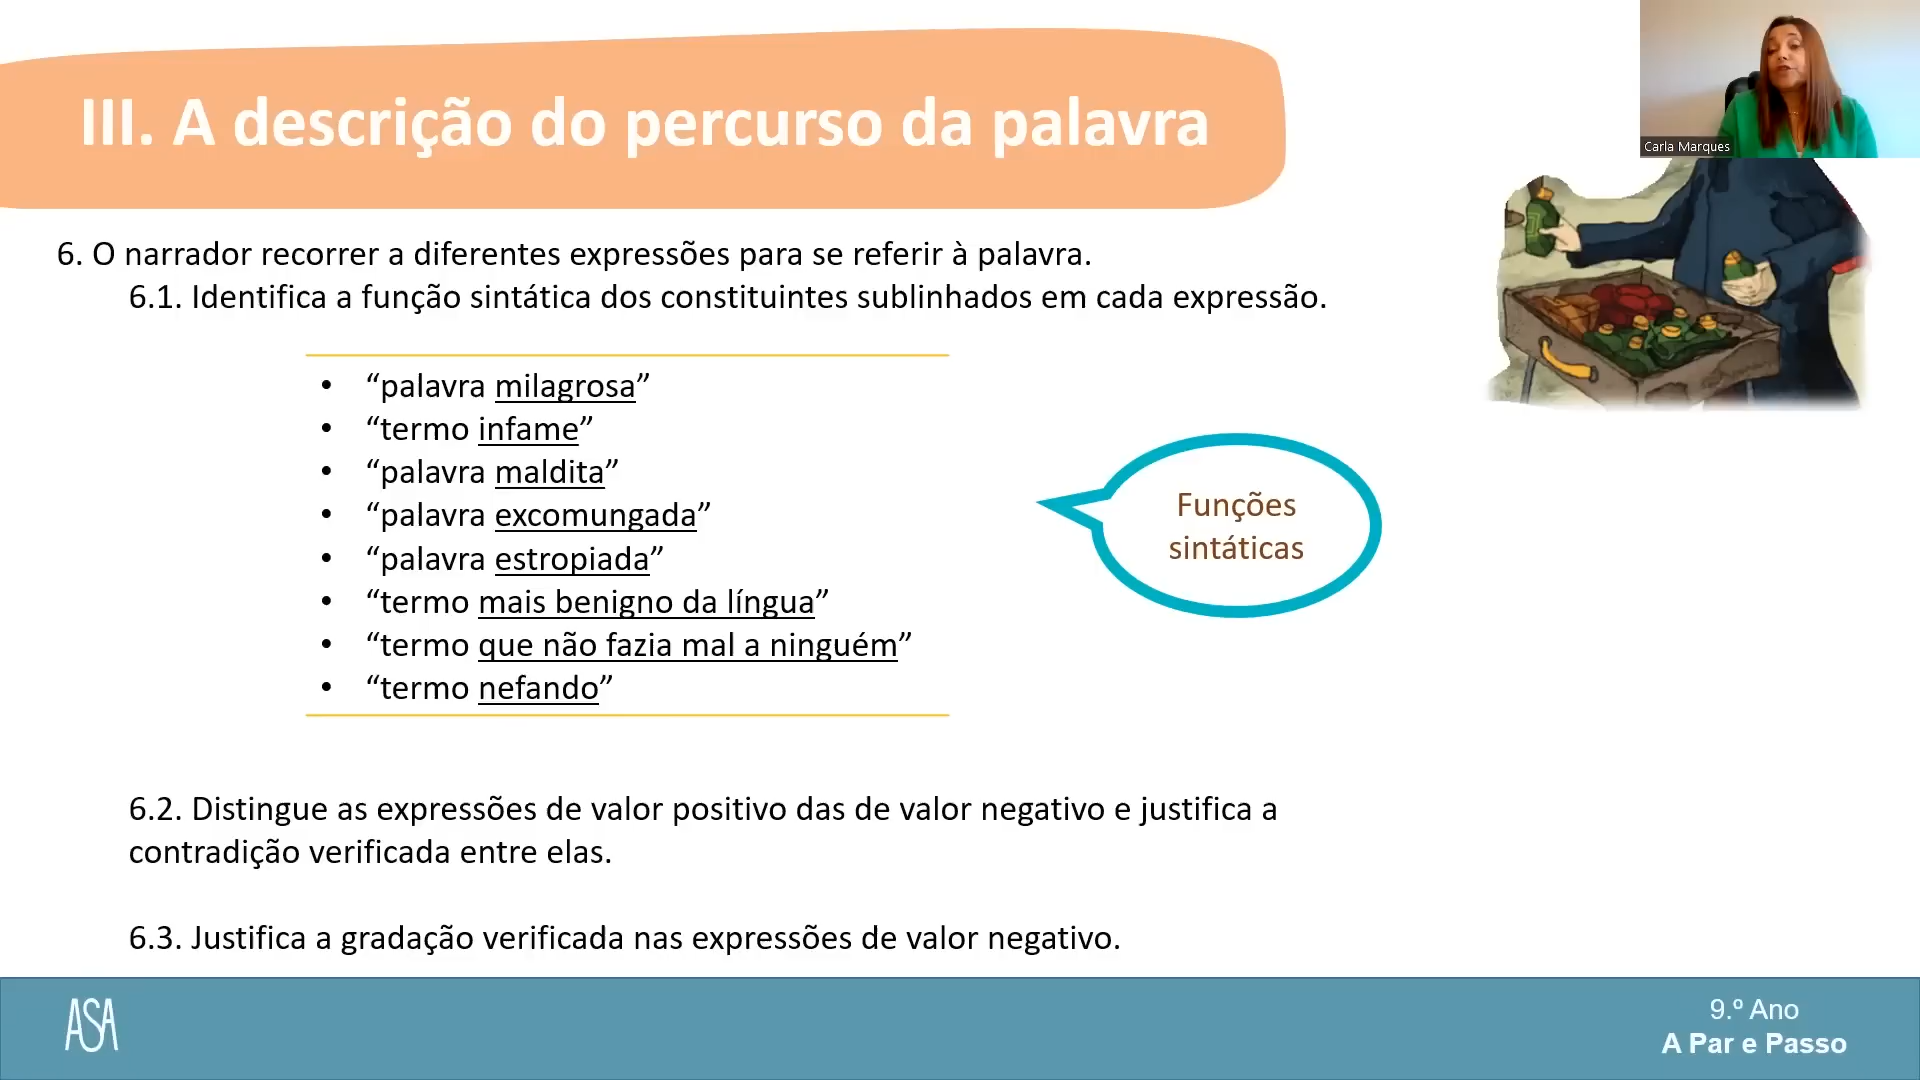 III. A descrição do percurso da palavra
Carla Marques
6. O narrador recorrer a diferentes expressões para se referir à palavra.
6.1. Identifica a função sintática dos constituintes sublinhados em cada expressão.
• “palavra milagrosa”
• “termo infame”
• “palavra maldita”
• “palavra excomungada”
• “palavra estropiada”
• “termo mais benigno da língua”
• “termo que não fazia mal a ninguém”
• “termo nefando”
Funções
sintáticas
6.2. Distingue as expressões de valor positivo das de valor negativo e justifica a
contradição verificada entre elas.
6.3. Justifica a gradação verificada nas expressões de valor negativo.
ASA
9.º Ano
A Par e Passo